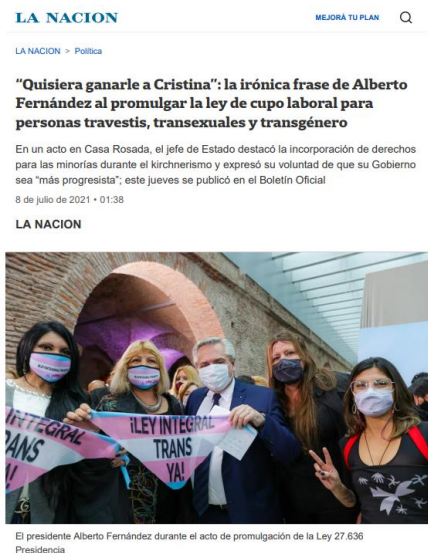 LA NACION
MEJORÁ TU PLAN
LA NACION > Política
“Quisiera ganarle a Cristina”: la irónica frase de Alberto
Fernández al promulgar la ley de cupo laboral para
personas travestis, transexuales y transgénero
En un acto en Casa Rosada, el jefe de Estado destacó la incorporación de derechos
para las minorías durante el kirchnerismo y expresó su voluntad de que su Gobierno
sea “más progresista”; este jueves se publicó en el Boletín Oficial
8 de julio de 2021 • 01:38
LA NACION
INTEGRAL
ANS
¡LEY INTEGRAL
TRANS
YA!
El presidente Alberto Fernández durante el acto de promulgación de la Ley 27.636
Presidencia